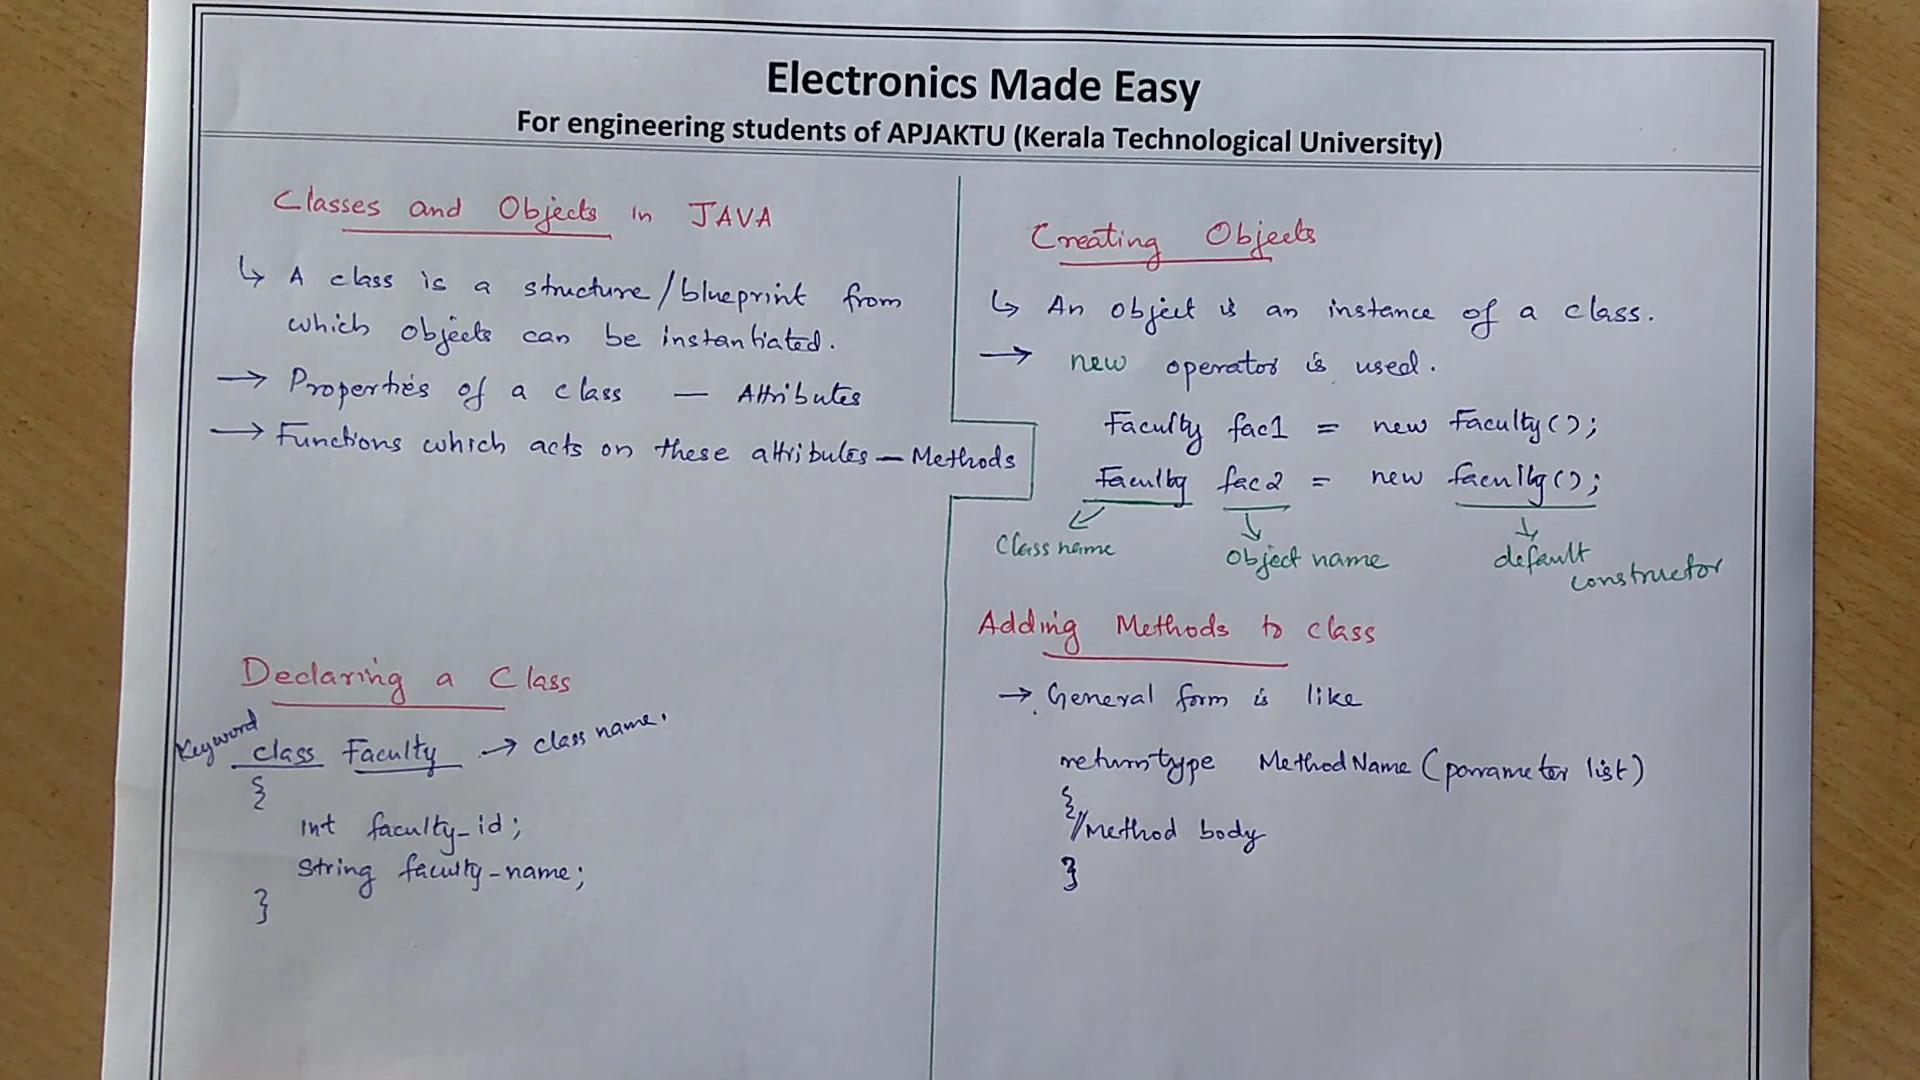 Electronics Made Easy
For engineering students of APJAKTU (Kerala Technological University)
Classes and Objects in JAVA
↳ A class is a structure/blueprint from
which objects can be instantiated.
→ Properties of a class — Attributes
→ Functions which acts on these attributes — Methods
Declaring a Class
Keyword class Faculty → class name.
{
int faculty_id;
String faculty-name;
}
Creating Objects
↳ An object is an instance of a class.
→ new operator is used.
Faculty fac1 = new Faculty();
Faculty fac2 = new faculty();
Class name
object name
default
constructor
Adding Methods to class
→ General form is like
returntype MethodName (parameter list)
{
//Method body
}